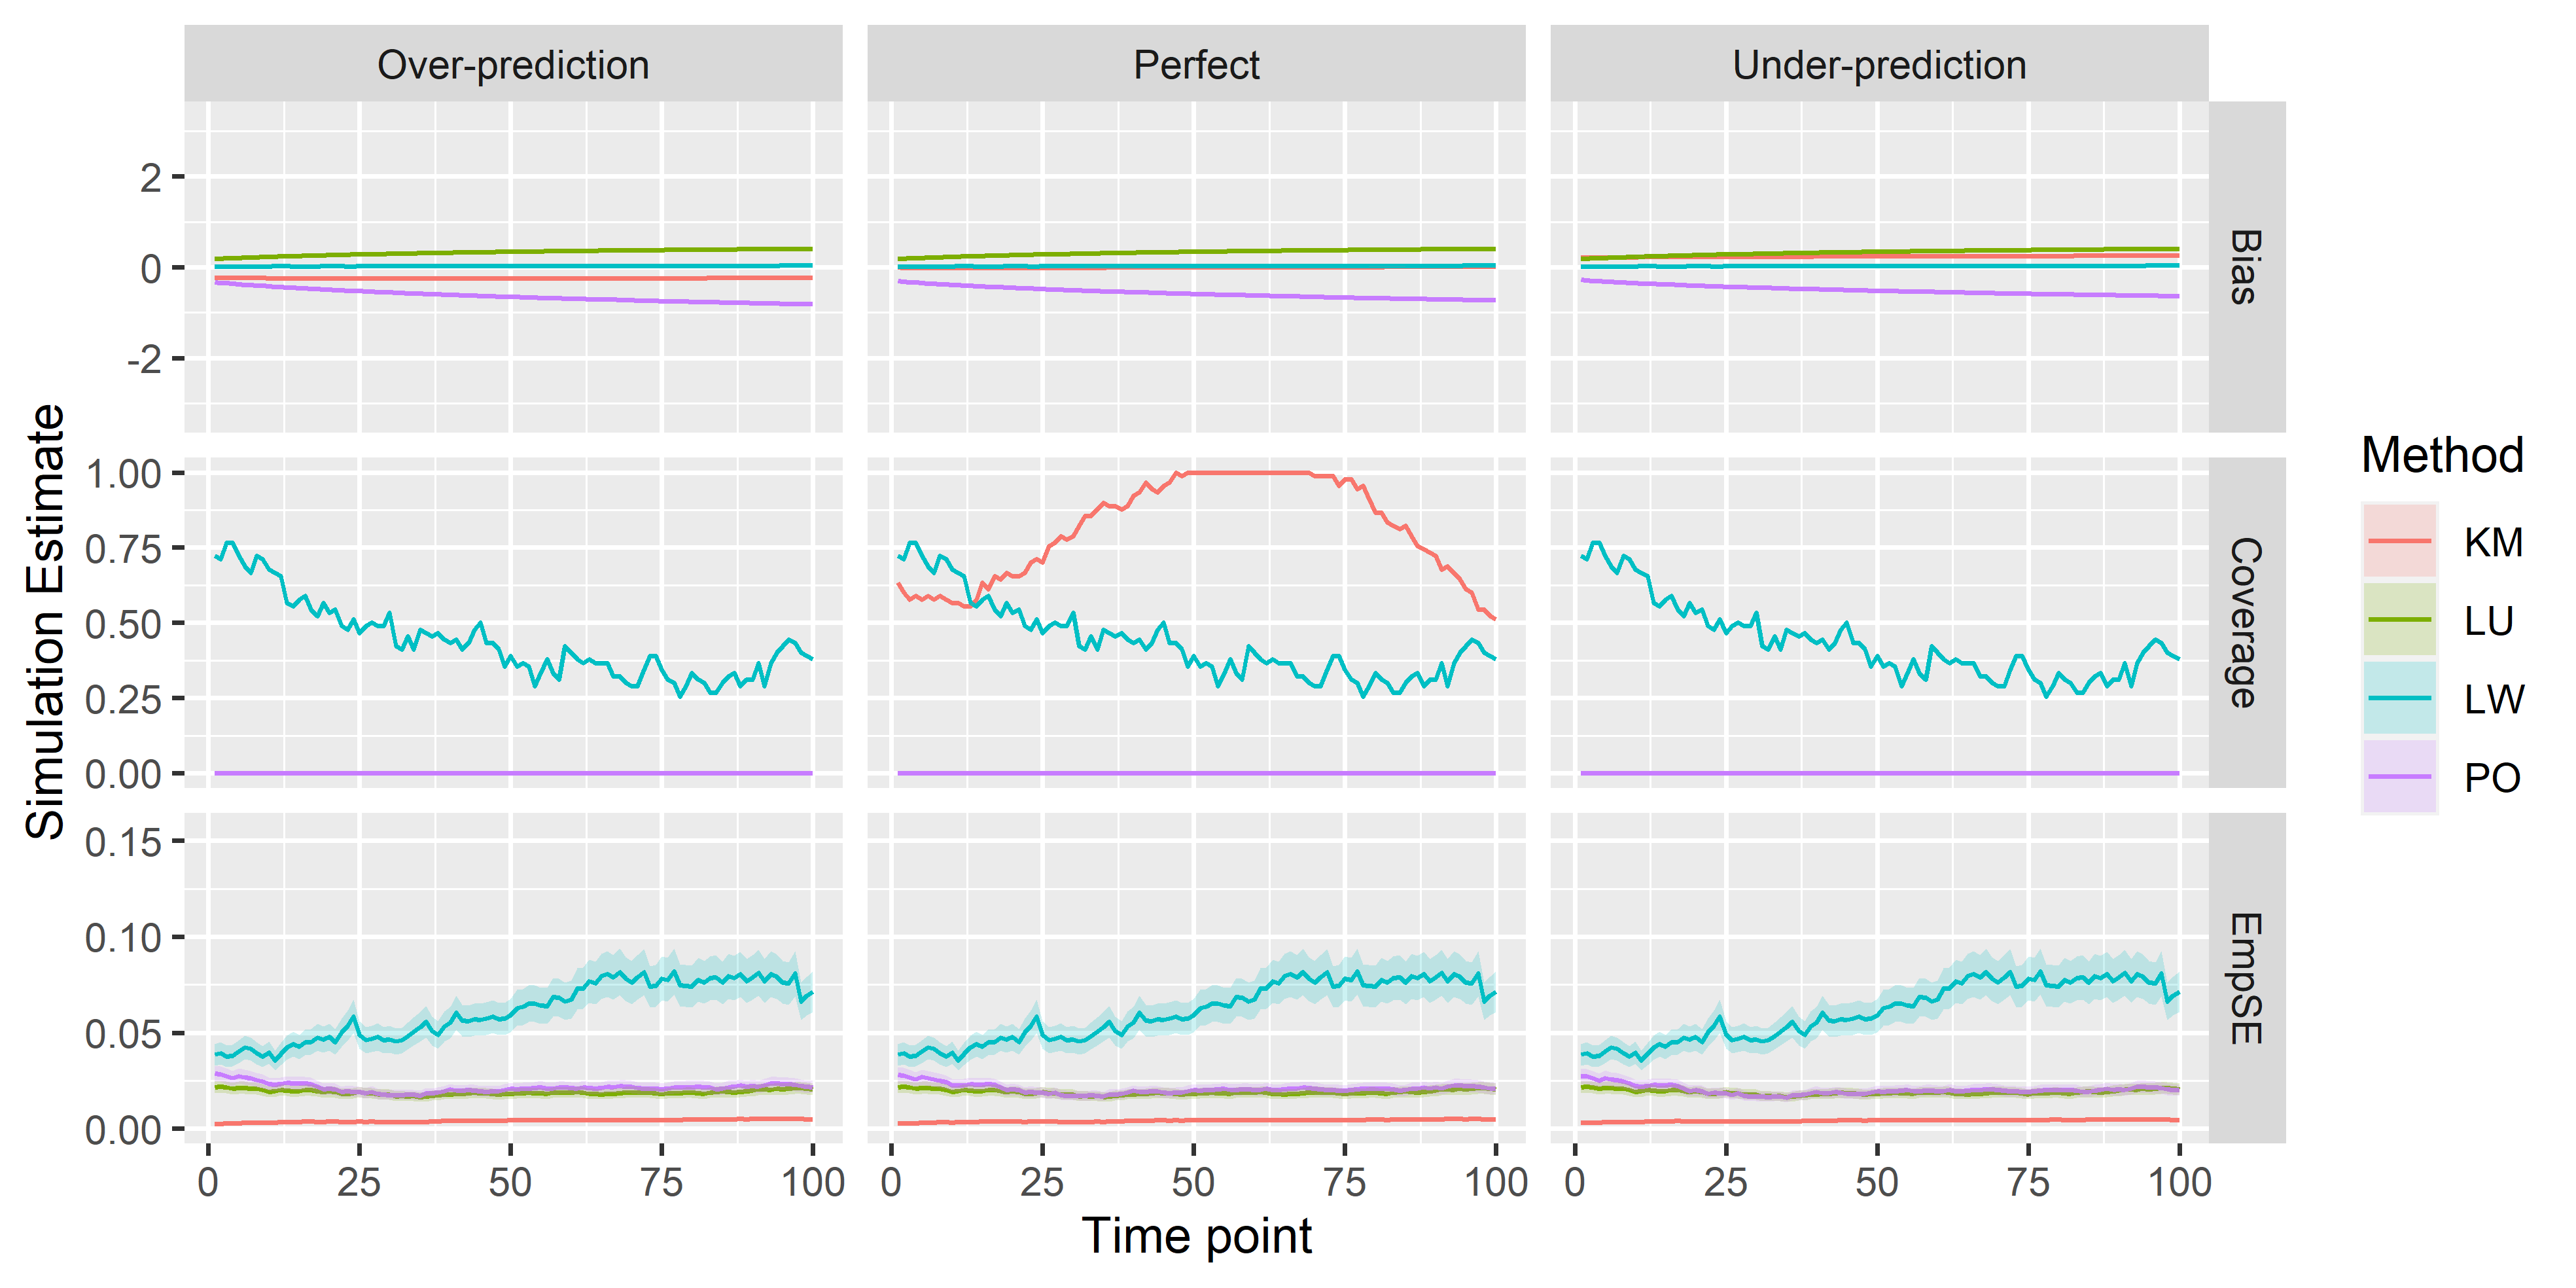 Over-prediction
Perfect
Under-prediction
Simulation Estimate
2
0
-2
Bias
1.00
0.75
0.50
0.25
0.00
Coverage
0.15
0.10
0.05
0.00
EmpSE
0 25 50 75 100
0 25 50 75 100
0 25 50 75 100
Time point
Method
KM
LU
LW
PO